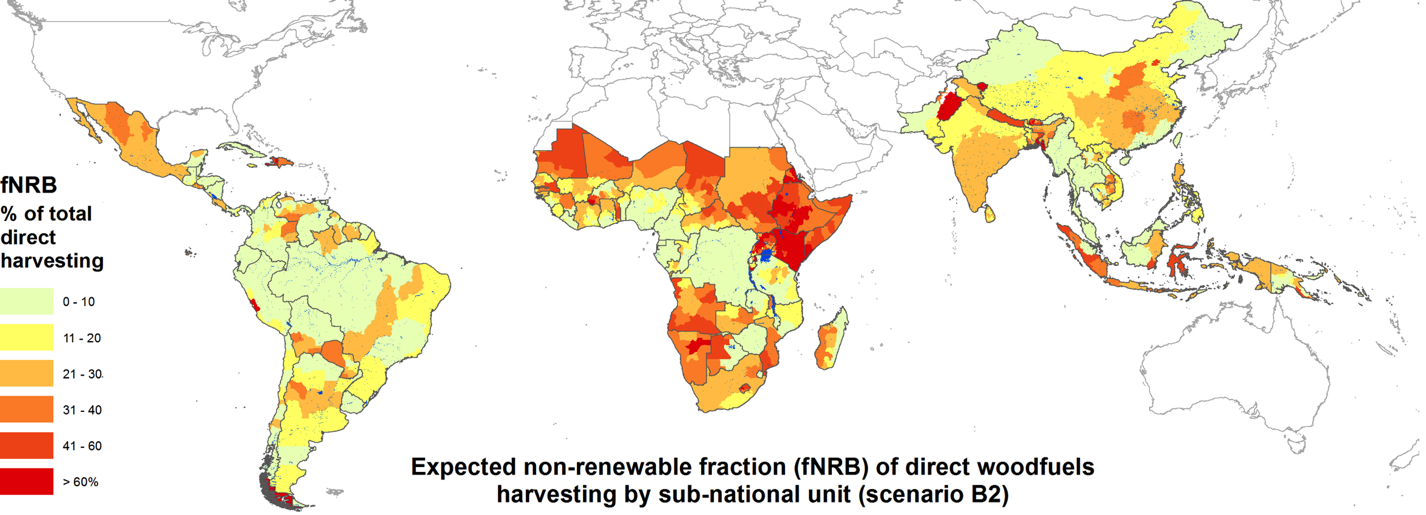 fNRB
% of total
direct
harvesting
0 - 10
11 - 20
21 - 30
31 - 40
41 - 60
> 60%
Expected non-renewable fraction (fNRB) of direct woodfuels
harvesting by sub-national unit (scenario B2)